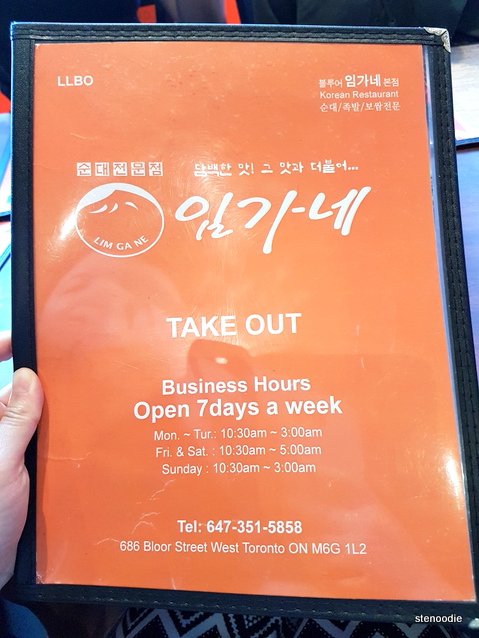 LLBO
블루어 임가네 본점
Korean Restaurant
순대/족발/보쌈전문
순대전문점
담백한 맛! 그 맛과 더불어...
LIM GA NE
임가네
TAKE OUT
Business Hours
Open 7days a week
Mon. ~ Tur.: 10:30am ~ 3:00am
Fri. & Sat. : 10:30am ~ 5:00am
Sunday : 10:30am ~ 3:00am
Tel: 647-351-5858
686 Bloor Street West Toronto ON M6G 1L2
stenoodie